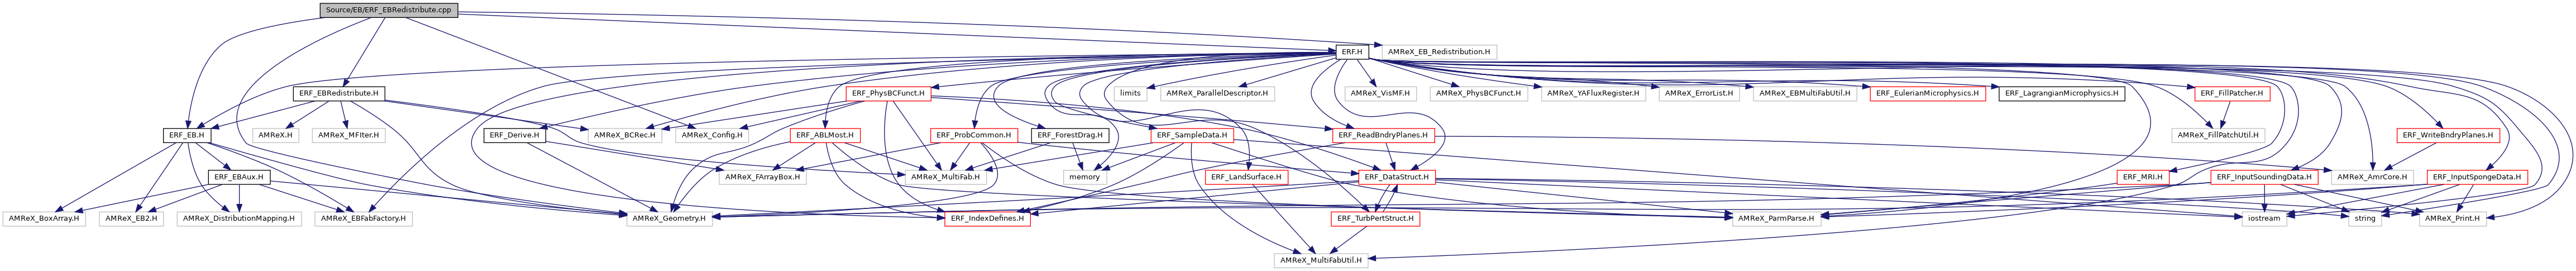 Source/EB/ERF_EBRedistribute.cpp
ERF.H
AMReX_EB_Redistribution.H
ERF_EBRedistribute.H
ERF_PhysBCFunct.H
limits
AMReX_ParallelDescriptor.H
AMReX_VisMF.H
AMReX_PhysBCFunct.H
AMReX_YAFluxRegister.H
AMReX_ErrorList.H
AMReX_EBMultiFabUtil.H
ERF_EulerianMicrophysics.H
ERF_LagrangianMicrophysics.H
ERF_FillPatcher.H
ERF_EB.H
AMReX.H
AMReX_MFIter.H
ERF_Derive.H
AMReX_BCRec.H
AMReX_Config.H
ERF_ABLMost.H
ERF_ProbCommon.H
ERF_ForestDrag.H
ERF_SampleData.H
ERF_ReadBndryPlanes.H
AMReX_FillPatchUtil.H
ERF_WriteBndryPlanes.H
ERF_EBAux.H
AMReX_FArrayBox.H
AMReX_MultiFab.H
memory
ERF_LandSurface.H
ERF_DataStruct.H
ERF_MRI.H
ERF_InputSoundingData.H
AMReX_AmrCore.H
ERF_InputSpongeData.H
AMReX_BoxArray.H
AMReX_EB2.H
AMReX_DistributionMapping.H
AMReX_EBFabFactory.H
AMReX_Geometry.H
ERF_IndexDefines.H
ERF_TurbPertStruct.H
AMReX_ParmParse.H
iostream
string
AMReX_Print.H
AMReX_MultiFabUtil.H